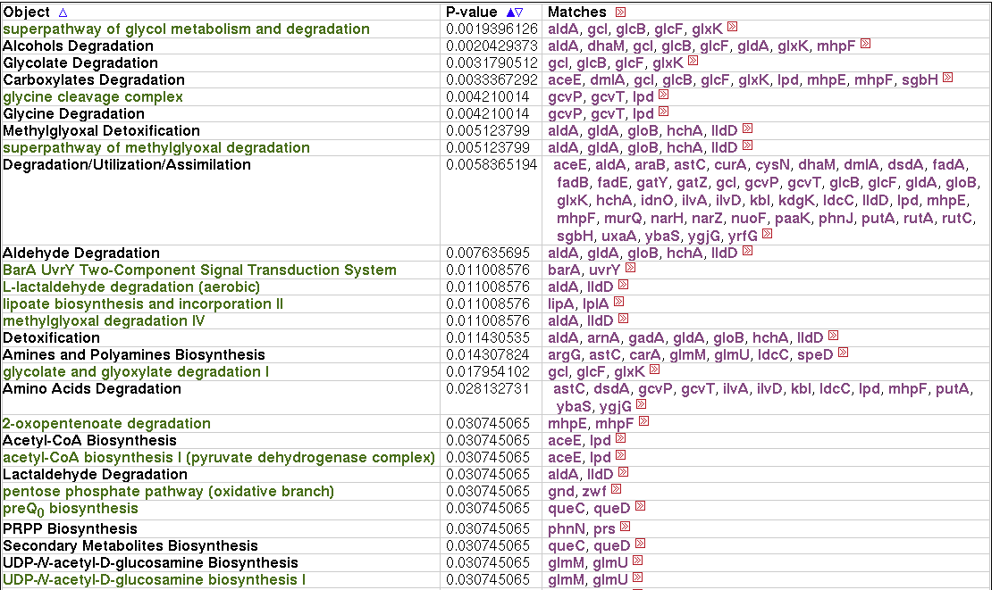 Object P-value Matches
superpathway of glycol metabolism and degradation 0.0019396126 aldA, gcl, glcB, glcF, glxK
Alcohols Degradation 0.0020429373 aldA, dhaM, gcl, glcB, glcF, gldA, glxK, mhpF
Glycolate Degradation 0.0031790512 gcl, glcB, glcF, glxK
Carboxylates Degradation 0.0033367292 aceE, dmlA, gcl, glcB, glcF, glxK, lpd, mhpE, mhpF, sgbH
glycine cleavage complex 0.004210014 gcvP, gcvT, lpd
Glycine Degradation 0.004210014 gcvP, gcvT, lpd
Methylglyoxal Detoxification 0.005123799 aldA, gldA, gloB, hchA, lldD
superpathway of methylglyoxal degradation 0.005123799 aldA, gldA, gloB, hchA, lldD
Degradation/Utilization/Assimilation 0.0058365194 aceE, aldA, araB, astC, curA, cysN, dhaM, dmlA, dsdA, fadA,
fadB, fadE, gatY, gatZ, gcl, gcvP, gcvT, glcB, glcF, gldA, gloB,
glxK, hchA, idnO, ilvA, ilvD, kbl, kdgK, ldcC, lldD, lpd, mhpE,
mhpF, murQ, narH, narZ, nuoF, paaK, phnJ, putA, rutA, rutC,
sgbH, uxaA, ybaS, ygjG, yrfG
Aldehyde Degradation 0.007635695 aldA, gldA, gloB, hchA, lldD
BarA UvrY Two-Component Signal Transduction System 0.011008576 barA, uvrY
L-lactaldehyde degradation (aerobic) 0.011008576 aldA, lldD
lipoate biosynthesis and incorporation II 0.011008576 lipA, lplA
methylglyoxal degradation IV 0.011008576 aldA, lldD
Detoxification 0.011430535 aldA, arnA, gadA, gldA, gloB, hchA, lldD
Amines and Polyamines Biosynthesis 0.014307824 argG, astC, carA, glmM, glmU, ldcC, speD
glycolate and glyoxylate degradation I 0.017954102 gcl, glcF, glxK
Amino Acids Degradation 0.028132731 astC, dsdA, gcvP, gcvT, ilvA, ilvD, kbl, ldcC, lpd, mhpF, putA,
ybaS, ygjG
2-oxopentenoate degradation 0.030745065 mhpE, mhpF
Acetyl-CoA Biosynthesis 0.030745065 aceE, lpd
acetyl-CoA biosynthesis I (pyruvate dehydrogenase complex) 0.030745065 aceE, lpd
Lactaldehyde Degradation 0.030745065 aldA, lldD
pentose phosphate pathway (oxidative branch) 0.030745065 gnd, zwf
preQ0 biosynthesis 0.030745065 queC, queD
PRPP Biosynthesis 0.030745065 phnN, prs
Secondary Metabolites Biosynthesis 0.030745065 queC, queD
UDP-N-acetyl-D-glucosamine Biosynthesis 0.030745065 glmM, glmU
UDP-N-acetyl-D-glucosamine biosynthesis I 0.030745065 glmM, glmU